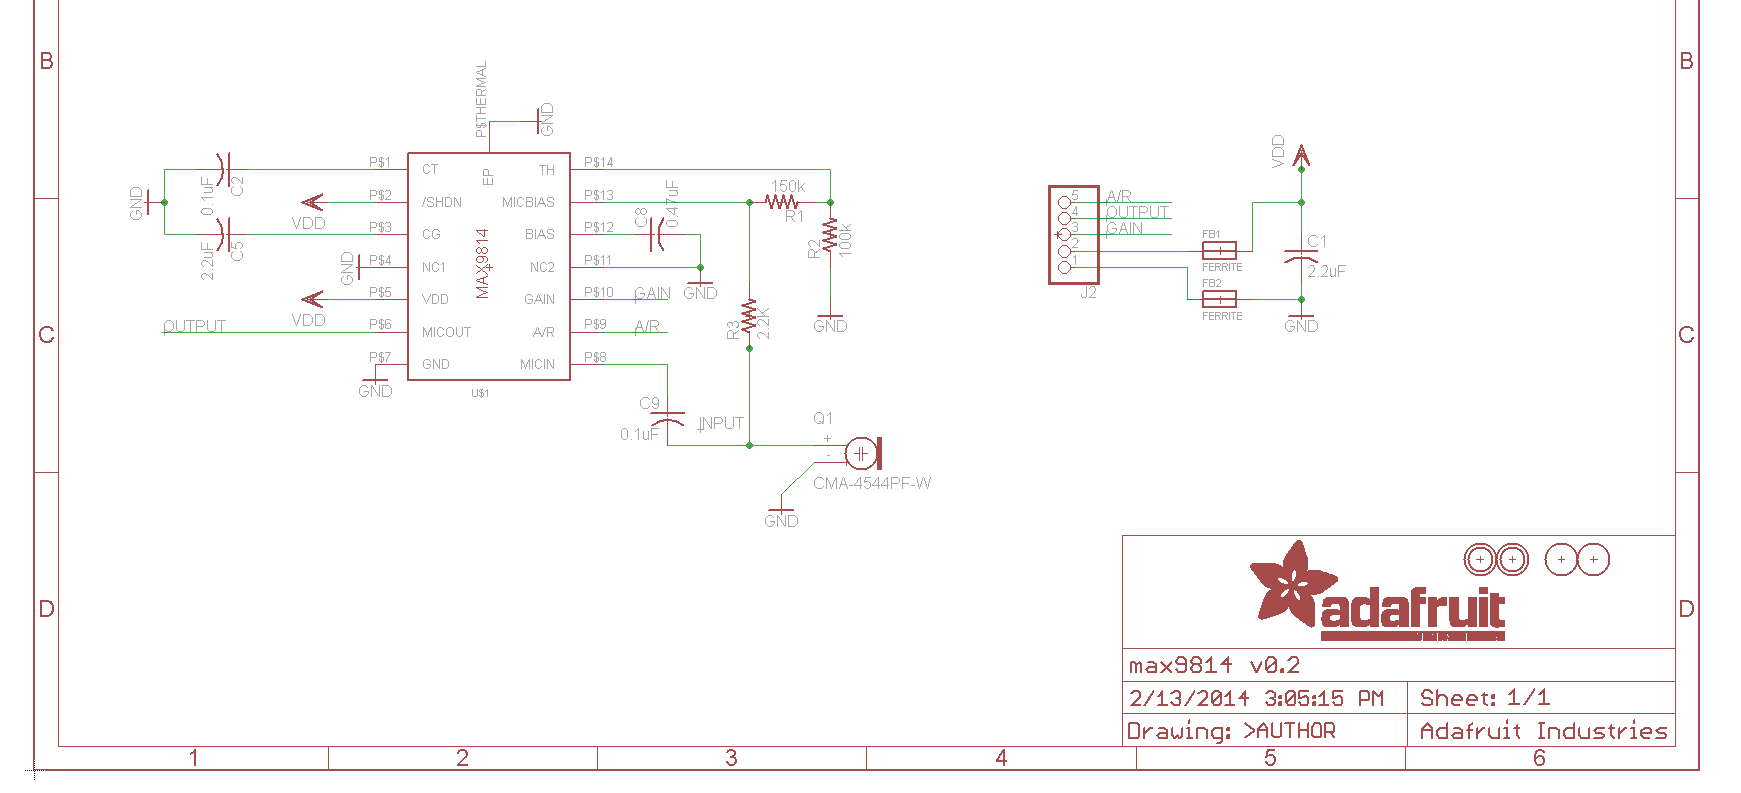 B
B
P$THERMAL
GND
P$1
CT
P$14
TH
EP
0.1uF
C2
GND
P$2
/SHDN
VDD
P$13
MICBIAS
150k
R1
C8
0.47uF
P$3
CG
2.2uF
C5
P$12
BIAS
R2
100k
MAX9814
P$4
NC1
GND
P$11
NC2
GND
P$5
VDD
VDD
P$10
GAIN
GAIN
GND
OUTPUT
P$6
MICOUT
P$9
A/R
A/R
R3
2.2K
P$7
GND
GND
P$8
MICIN
U$1
C9
0.1uF
INPUT
Q1
+
-
CMA-4544PF-W
GND
VDD
5
A/R
4
OUTPUT
3
GAIN
2
1
J2
FB1
FERRITE
FB2
FERRITE
C1
2.2uF
GND
C
C
D
D
adafruit
max9814 v0.2
2/13/2014 3:05:15 PM
Sheet: 1/1
Drawing: >AUTHOR
Adafruit Industries
1
2
3
4
5
6